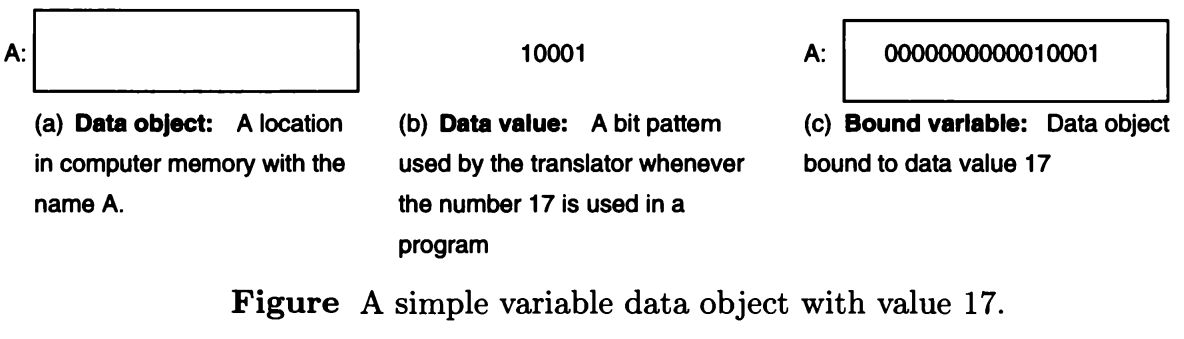 A:
10001
A: 0000000000010001
(a) Data object: A location
in computer memory with the
name A.
(b) Data value: A bit pattem
used by the translator whenever
the number 17 is used in a
program
(c) Bound varlable: Data object
bound to data value 17
Figure A simple variable data object with value 17.